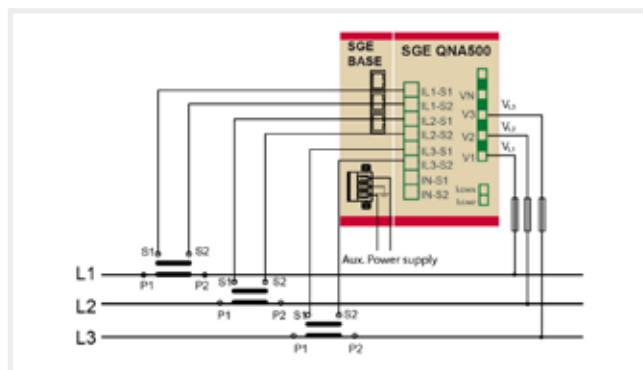 SGE BASE
SGE QNA500
IL1-S1
IL1-S2
IL2-S1
IL2-S2
IL3-S1
IL3-S2
IN-S1
IN-S2
VN
V3
V2
V1
VL3
VL2
VL1
Aux. Power supply
S1 S2
L1
P1 P2
S1 S2
L2
P1 P2
S1 S2
L3
P1 P2